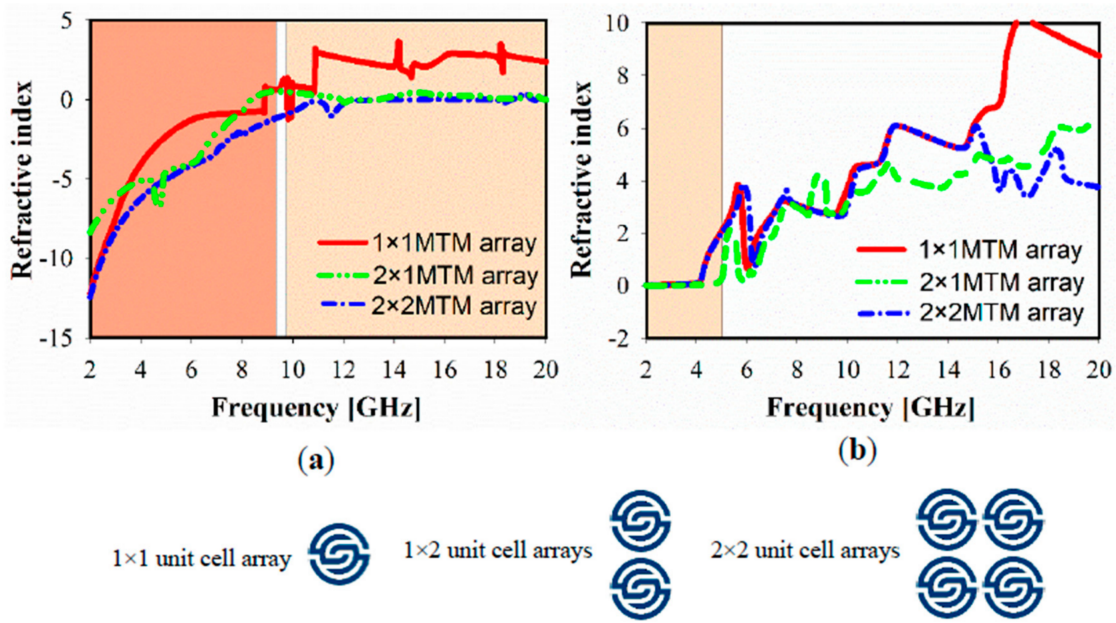 Refractive index
5
0
-5
-10
-15
2 4 6 8 10 12 14 16 18 20
Frequency [GHz]
1×1MTM array
2×1MTM array
2×2MTM array
(a)
Refractive index
10
8
6
4
2
0
-2
2 4 6 8 10 12 14 16 18 20
Frequency [GHz]
1×1MTM array
2×1MTM array
2×2MTM array
(b)
1×1 unit cell array
1×2 unit cell arrays
2×2 unit cell arrays